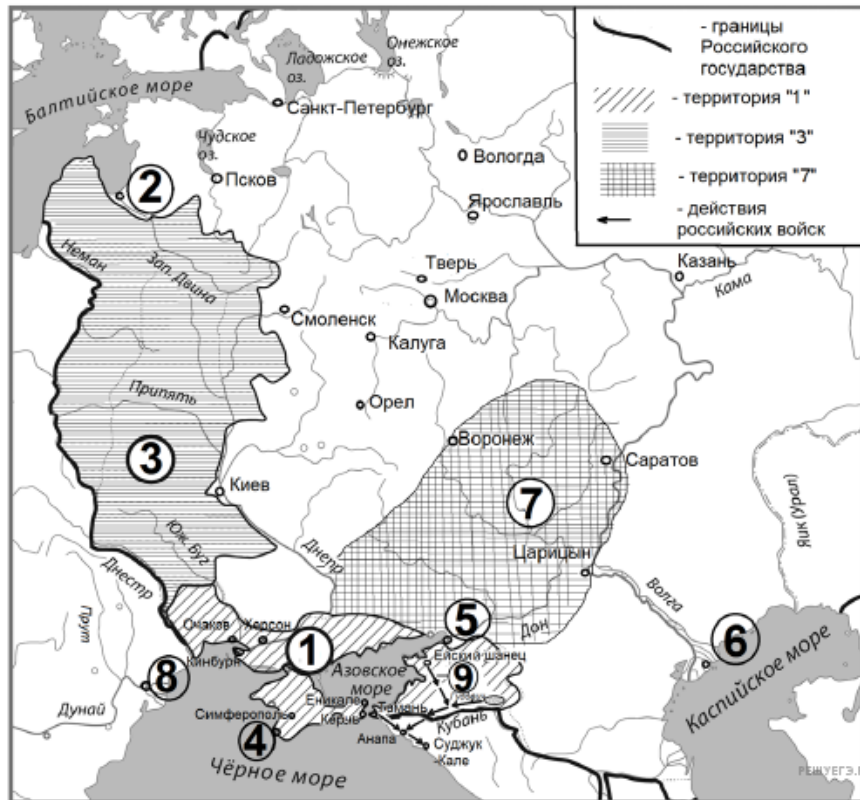 - границы
Российского
государства
- территория "1"
- территория "3"
- территория "7"
- действия
российских войск
Онежское
оз.
Ладожское
оз.
Балтийское море
Санкт-Петербург
Чудское
оз.
Вологда
2
Псков
Ярославль
Неман
Зап. Двина
Тверь
Казань
Кама
Москва
Смоленск
Калуга
Припять
Орел
3
Воронеж
Саратов
Киев
7
Яик (Урал)
Юж. Буг
Днепр
Царицын
Днестр
Волга
Прут
Очаков
Херсон
1
5
Дон
6
Кинбурн
Азовское
море
Ейский шанец
9
8
Еникале
Тамань
Каспийское море
Дунай
Симферополь
Керчь
Кубань
4
Анапа
Суджук
-Кале
Чёрное море
РЕШУЕГЭ.